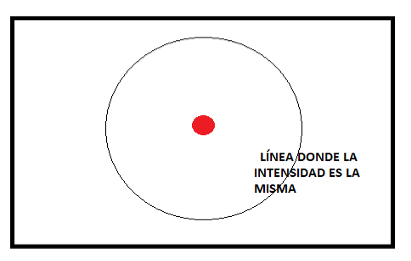 LÍNEA DONDE LA
INTENSIDAD ES LA
MISMA